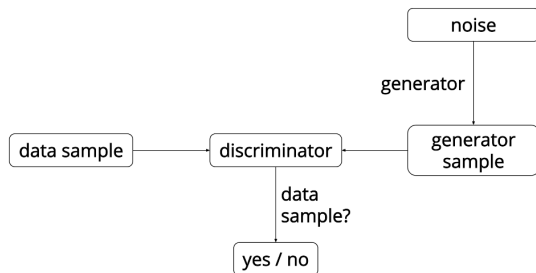 noise
generator
data sample
discriminator
generator
sample
data
sample?
yes / no